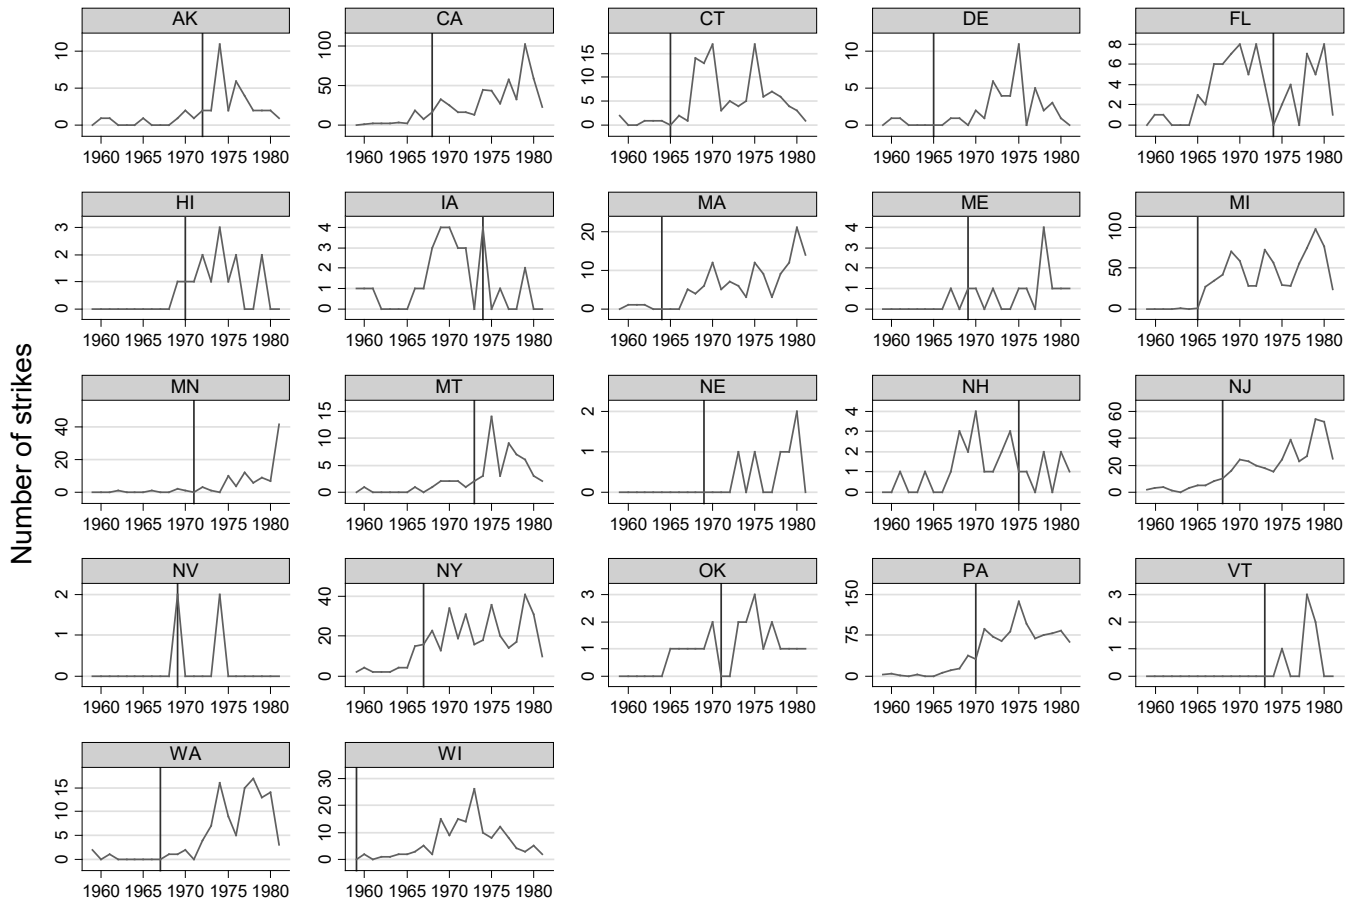 AK CA CT DE FL
0 5 10 0 50 100 0 5 10 15 0 5 10 0 2 4 6 8
1960 1965 1970 1975 1980 1960 1965 1970 1975 1980 1960 1965 1970 1975 1980 1960 1965 1970 1975 1980 1960 1965 1970 1975 1980
HI IA MA ME MI
0 1 2 3 0 1 2 3 4 0 10 20 0 1 2 3 4 0 50 100
1960 1965 1970 1975 1980 1960 1965 1970 1975 1980 1960 1965 1970 1975 1980 1960 1965 1970 1975 1980 1960 1965 1970 1975 1980
Number of strikes
MN MT NE NH NJ
0 20 40 0 5 10 15 0 1 2 0 1 2 3 4 0 20 40 60
1960 1965 1970 1975 1980 1960 1965 1970 1975 1980 1960 1965 1970 1975 1980 1960 1965 1970 1975 1980 1960 1965 1970 1975 1980
NV NY OK PA VT
0 1 2 0 20 40 0 1 2 3 0 75 150 0 1 2 3
1960 1965 1970 1975 1980 1960 1965 1970 1975 1980 1960 1965 1970 1975 1980 1960 1965 1970 1975 1980 1960 1965 1970 1975 1980
WA WI
0 5 10 15 0 10 20 30
1960 1965 1970 1975 1980 1960 1965 1970 1975 1980